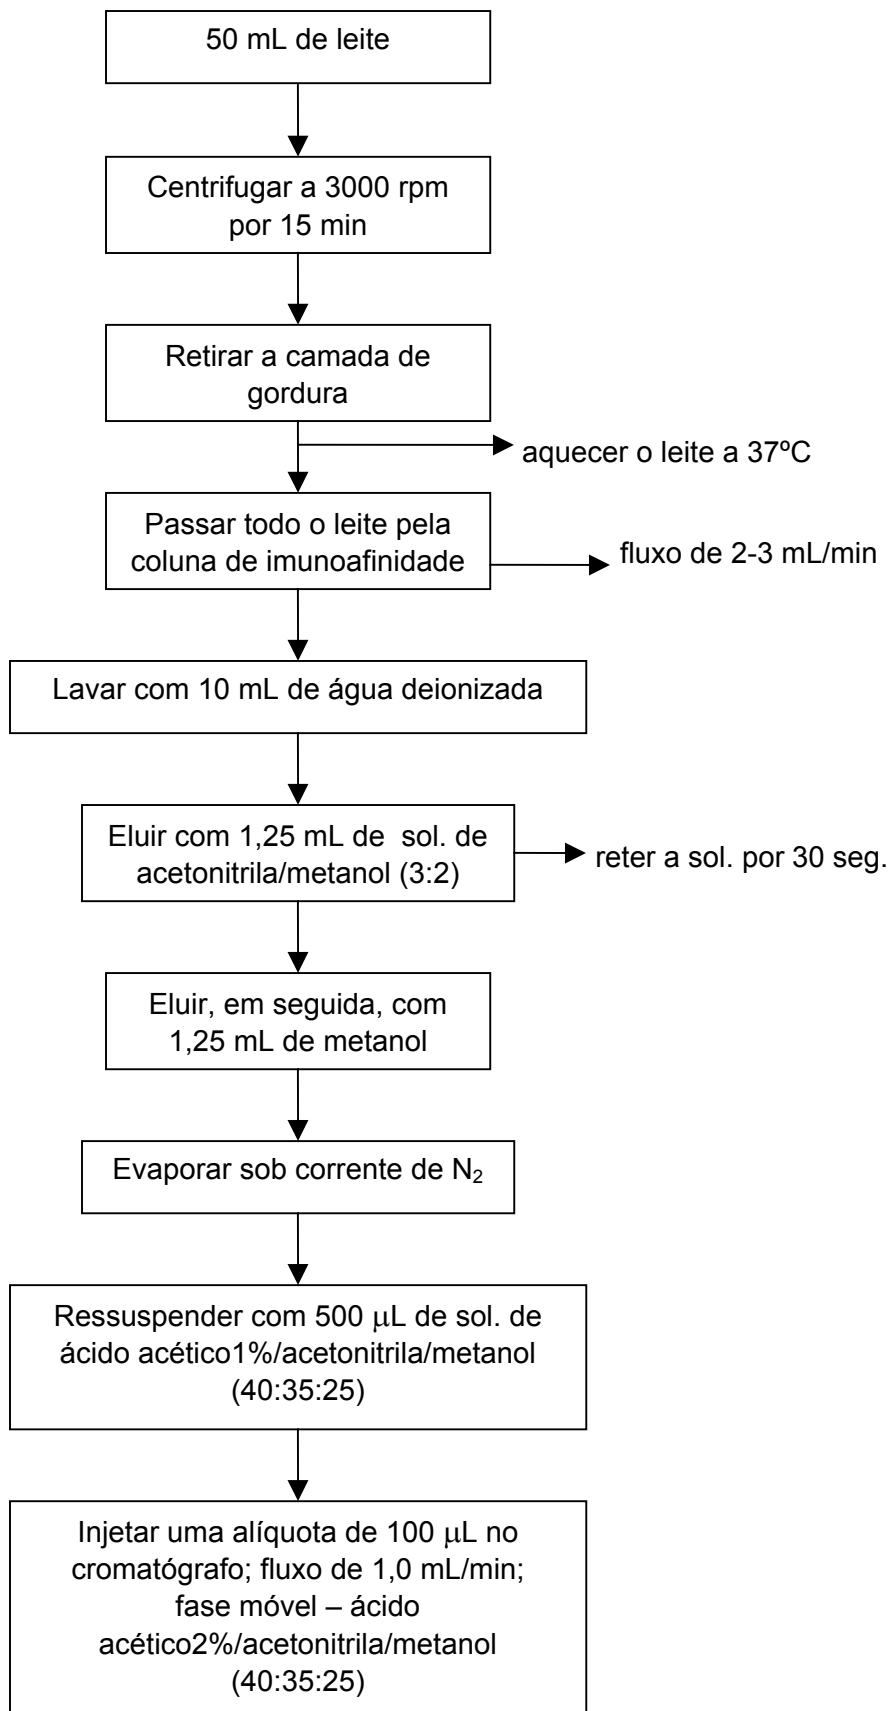 50 mL de leite
Centrifugar a 3000 rpm
por 15 min
Retirar a camada de
gordura
aquecer o leite a 37ºC
Passar todo o leite pela
coluna de imunoafinidade
fluxo de 2-3 mL/min
Lavar com 10 mL de água deionizada
Eluir com 1,25 mL de sol. de
acetonitrila/metanol (3:2)
reter a sol. por 30 seg.
Eluir, em seguida, com
1,25 mL de metanol
Evaporar sob corrente de N₂
Ressuspender com 500 μL de sol. de
ácido acético1%/acetonitrila/metanol
(40:35:25)
Injetar uma alíquota de 100 μL no
cromatógrafo; fluxo de 1,0 mL/min;
fase móvel – ácido
acético2%/acetonitrila/metanol
(40:35:25)